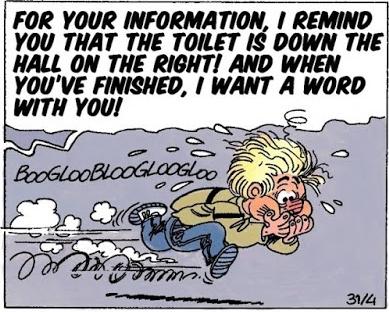 FOR YOUR INFORMATION, I REMIND
YOU THAT THE TOILET IS DOWN THE
HALL ON THE RIGHT! AND WHEN
YOU'VE FINISHED, I WANT A WORD
WITH YOU!
BOOGLOOBLOOGLOOGLOO
31/4